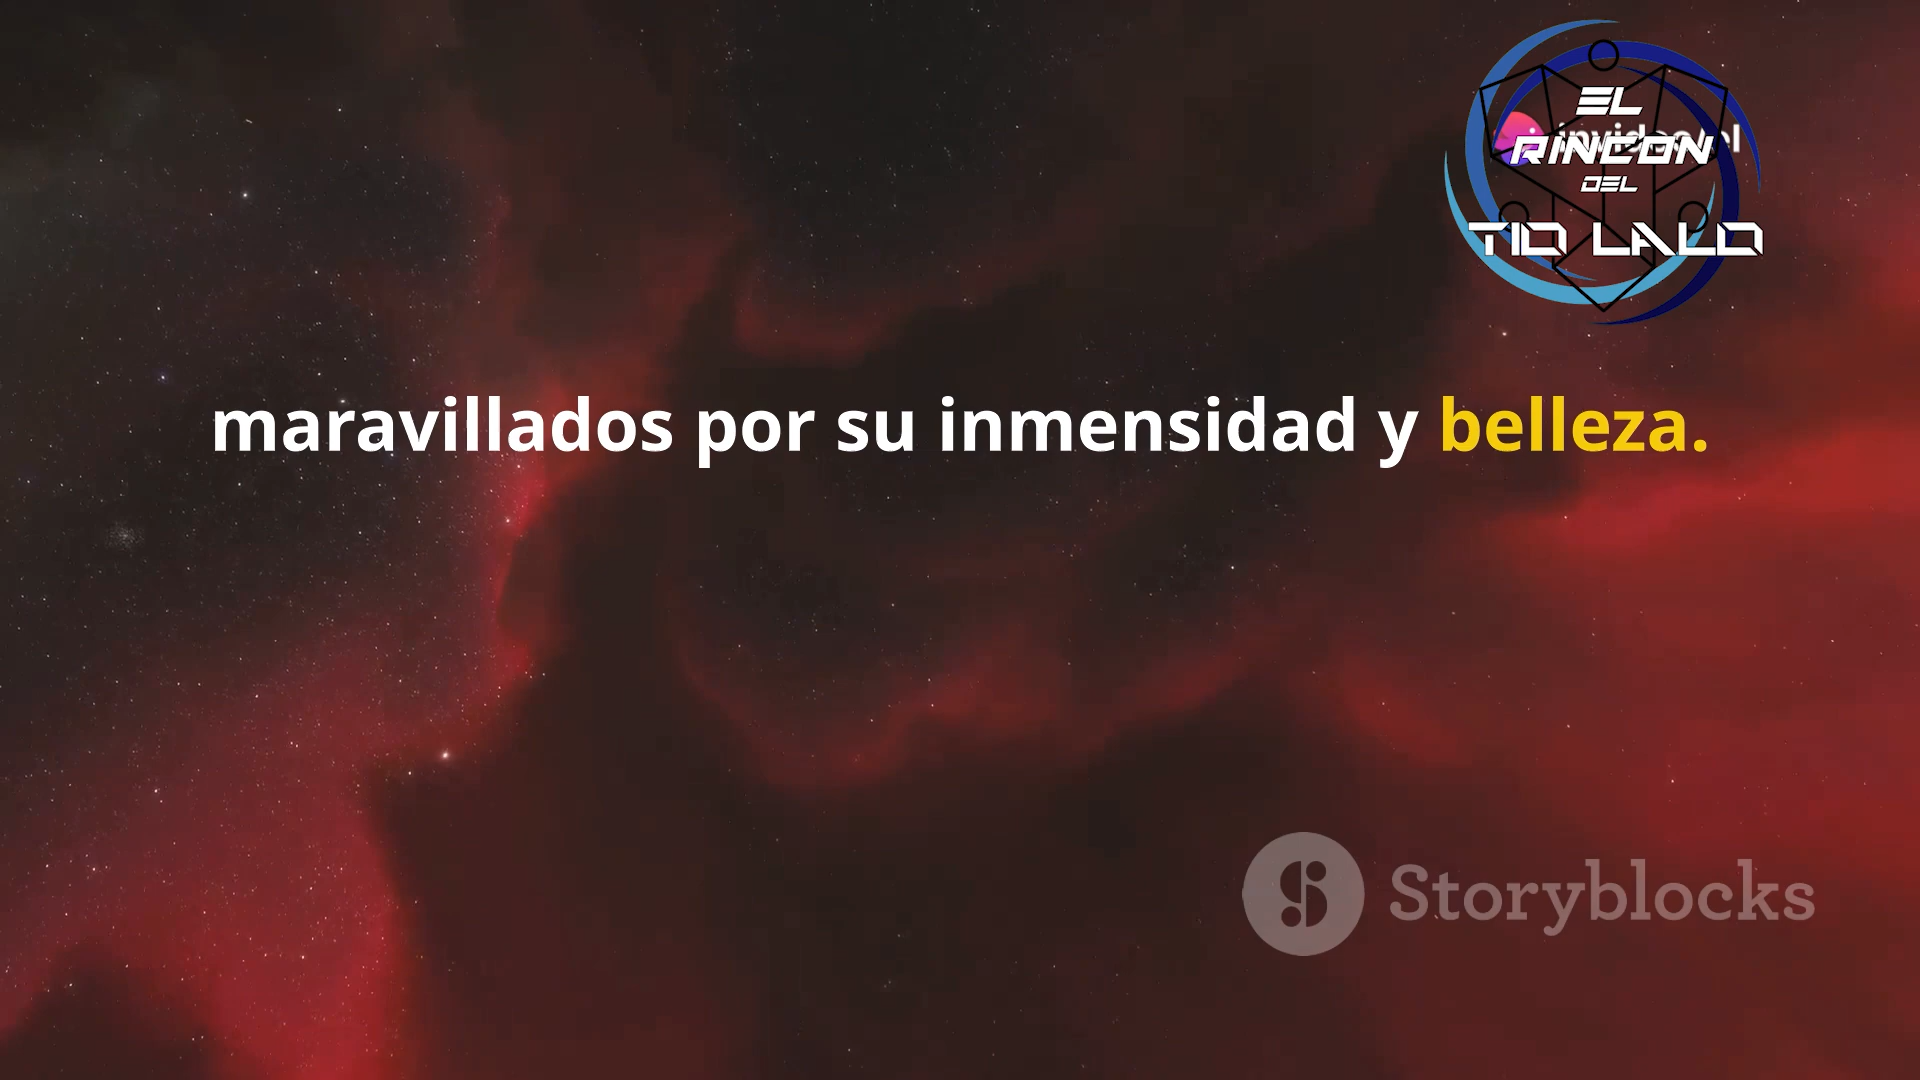 EL
RINCON
DEL
TIO LALO
maravillados por su inmensidad y belleza.
Storyblocks